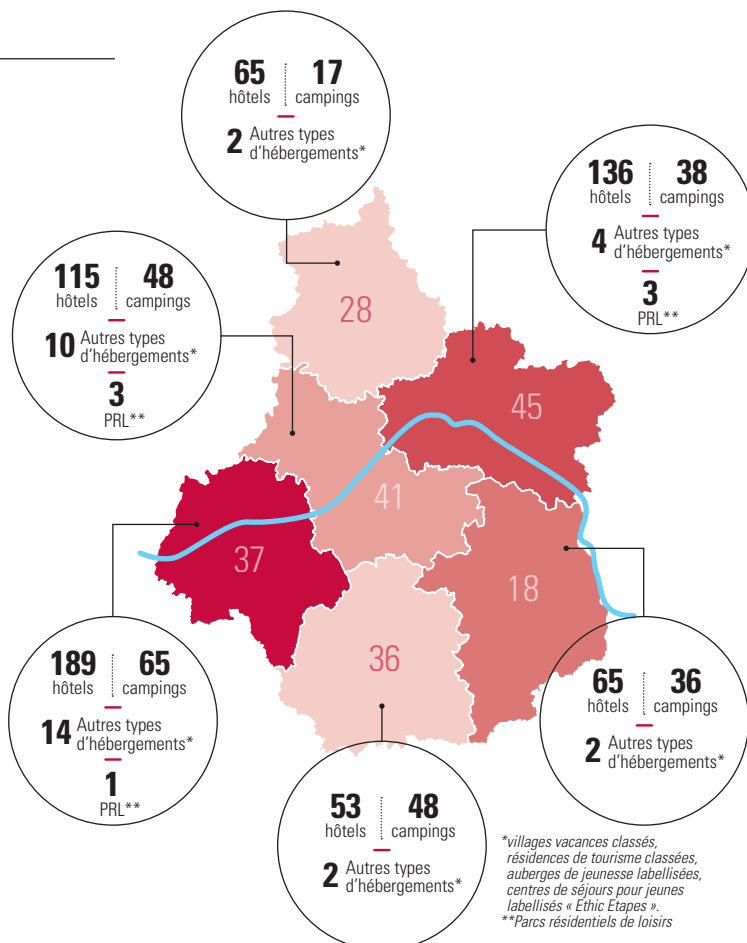 65 17
hôtels campings
2 Autres types
d'hébergements*
136 38
hôtels campings
4 Autres types
d'hébergements*
3
PRL**
115 48
hôtels campings
10 Autres types
d'hébergements*
3
PRL**
28
45
41
37
18
36
189 65
hôtels campings
14 Autres types
d'hébergements*
1
PRL**
65 36
hôtels campings
2 Autres types
d'hébergements*
53 48
hôtels campings
2 Autres types
d'hébergements*
*villages vacances classés,
résidences de tourisme classées,
auberges de jeunesse labellisées,
centres de séjours pour jeunes
labellisés « Ethic Etapes ».
**Parcs résidentiels de loisirs